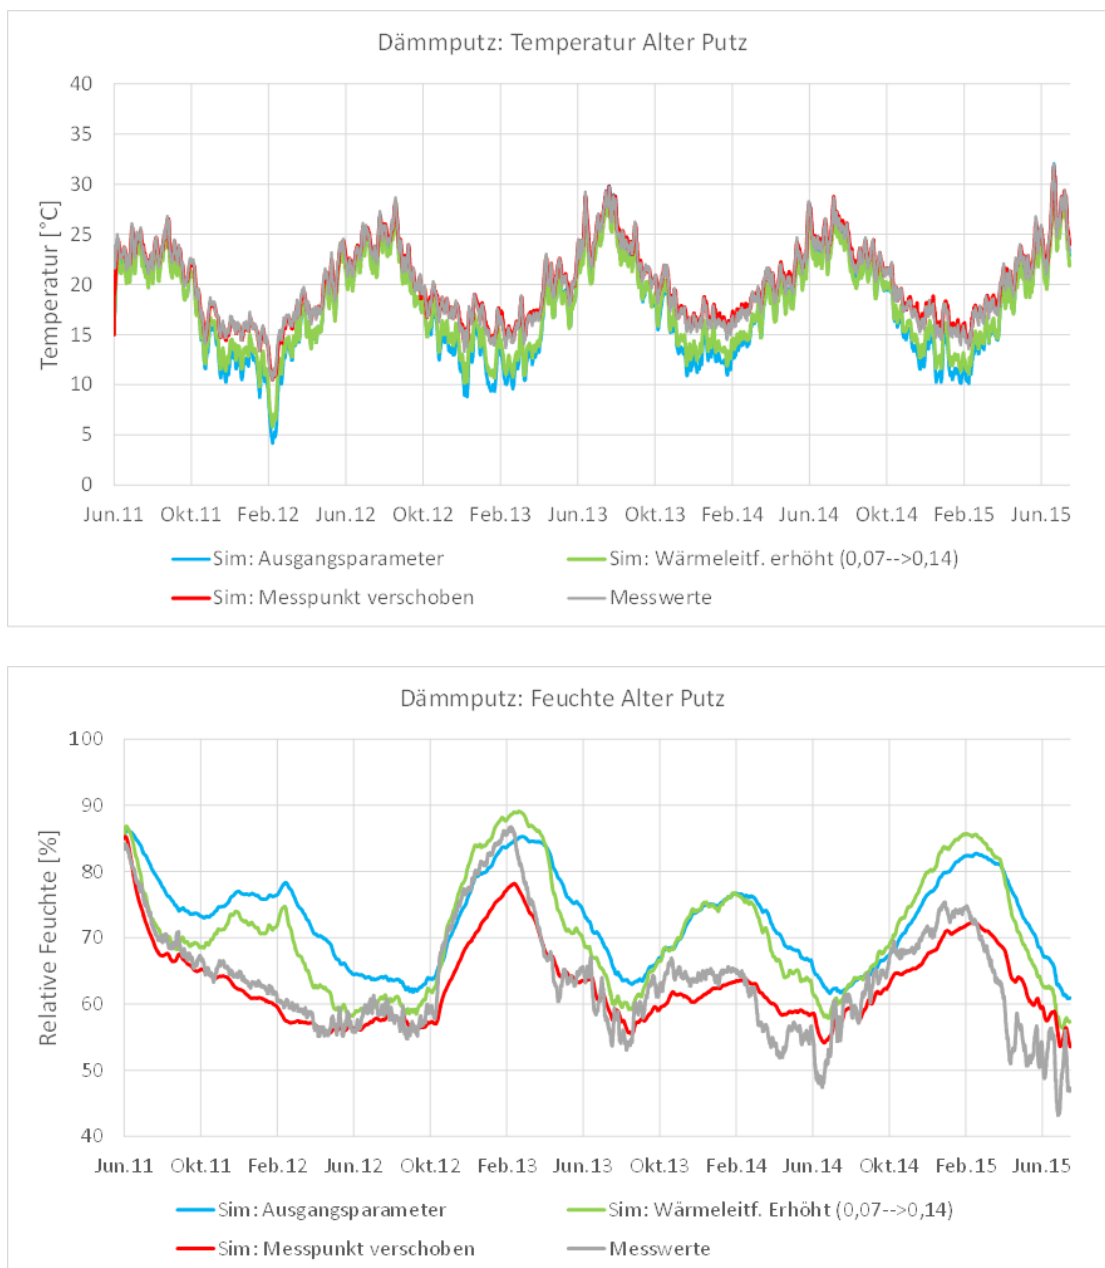 Dämmputz: Temperatur Alter Putz
40
35
30
25
20
15
10
5
0
Temperatur [°C]
Jun.11 Okt.11 Feb.12 Jun.12 Okt.12 Feb.13 Jun.13 Okt.13 Feb.14 Jun.14 Okt.14 Feb.15 Jun.15
Sim: Ausgangsparameter Sim: Wärmeleitf. erhöht (0,07-->0,14)
Sim: Messpunkt verschoben Messwerte
Dämmputz: Feuchte Alter Putz
100
90
80
70
60
50
40
Relative Feuchte [%]
Jun.11 Okt.11 Feb.12 Jun.12 Okt.12 Feb.13 Jun.13 Okt.13 Feb.14 Jun.14 Okt.14 Feb.15 Jun.15
Sim: Ausgangsparameter Sim: Wärmeleitf. Erhöht (0,07-->0,14)
Sim: Messpunkt verschoben Messwerte